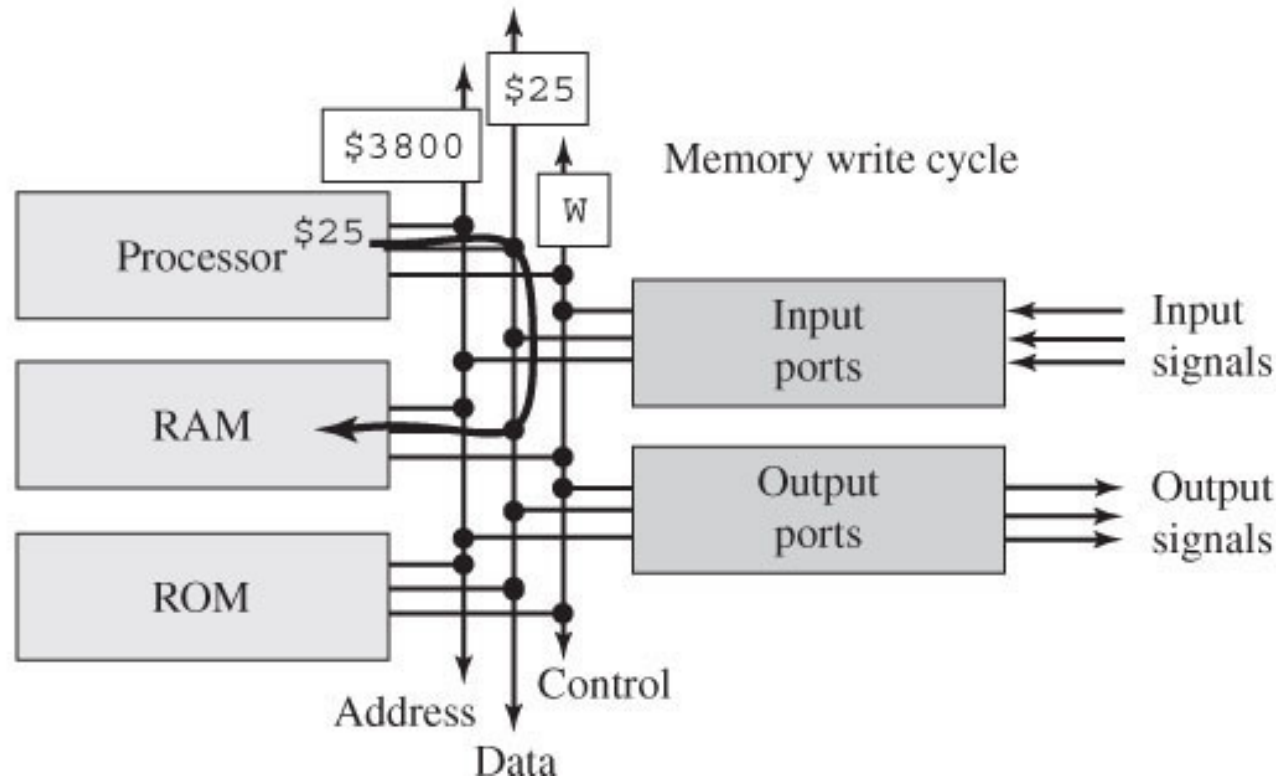 $25
$3800
Memory write cycle
W
Processor
$25
Input
ports
Input
signals
RAM
Output
ports
Output
signals
ROM
Control
Address
Data